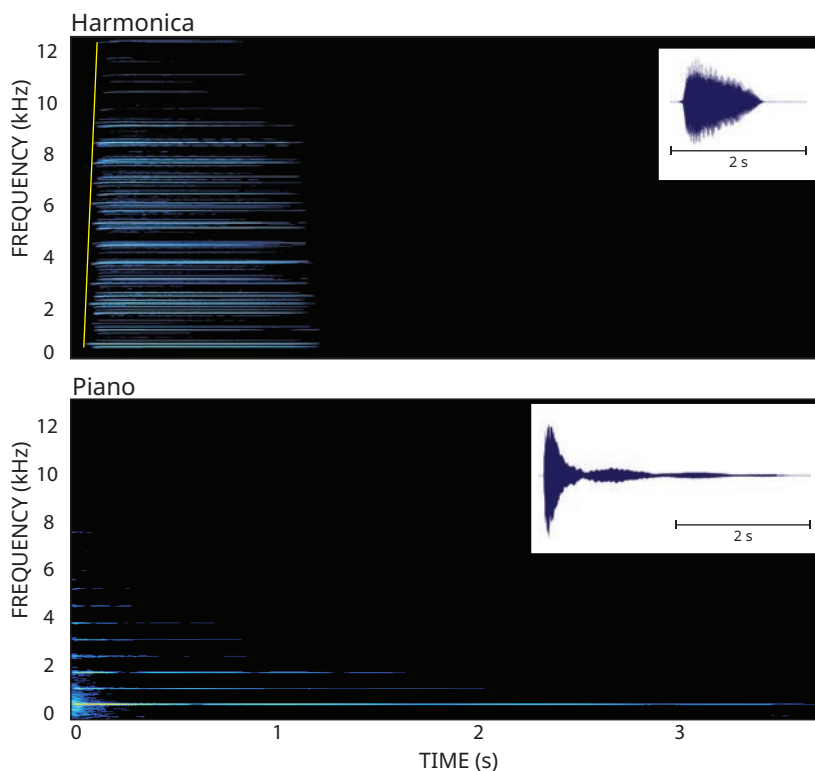 Harmonica
FREQUENCY (kHz)
12
10
8
6
4
2
0
2 s
Piano
FREQUENCY (kHz)
12
10
8
6
4
2
0
2 s
0 1 2 3
TIME (s)